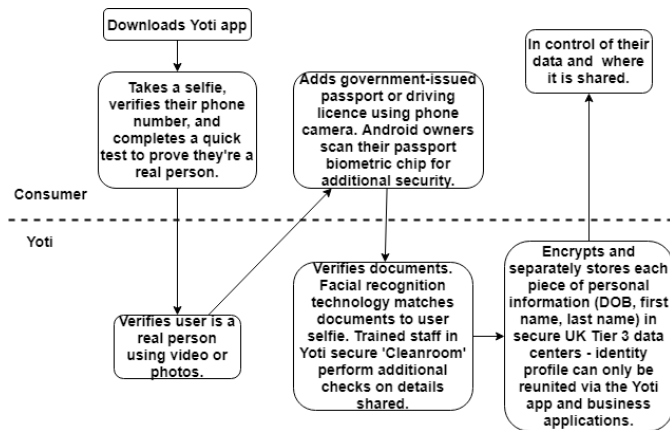 Downloads Yoti app
Takes a selfie,
verifies their phone
number, and
completes a quick
test to prove they're a
real person.
Consumer
Yoti
Verifies user is a
real person
using video or
photos.
Adds government-issued
passport or driving
licence using phone
camera. Android owners
scan their passport
biometric chip for
additional security.
Verifies documents.
Facial recognition
technology matches
documents to user
selfie. Trained staff in
Yoti secure 'Cleanroom'
perform additional
checks on details
shared.
Encrypts and
separately stores each
piece of personal
information (DOB, first
name, last name) in
secure UK Tier 3 data
centers - identity
profile can only be
reunited via the Yoti
app and business
applications.
In control of their
data and where
it is shared.